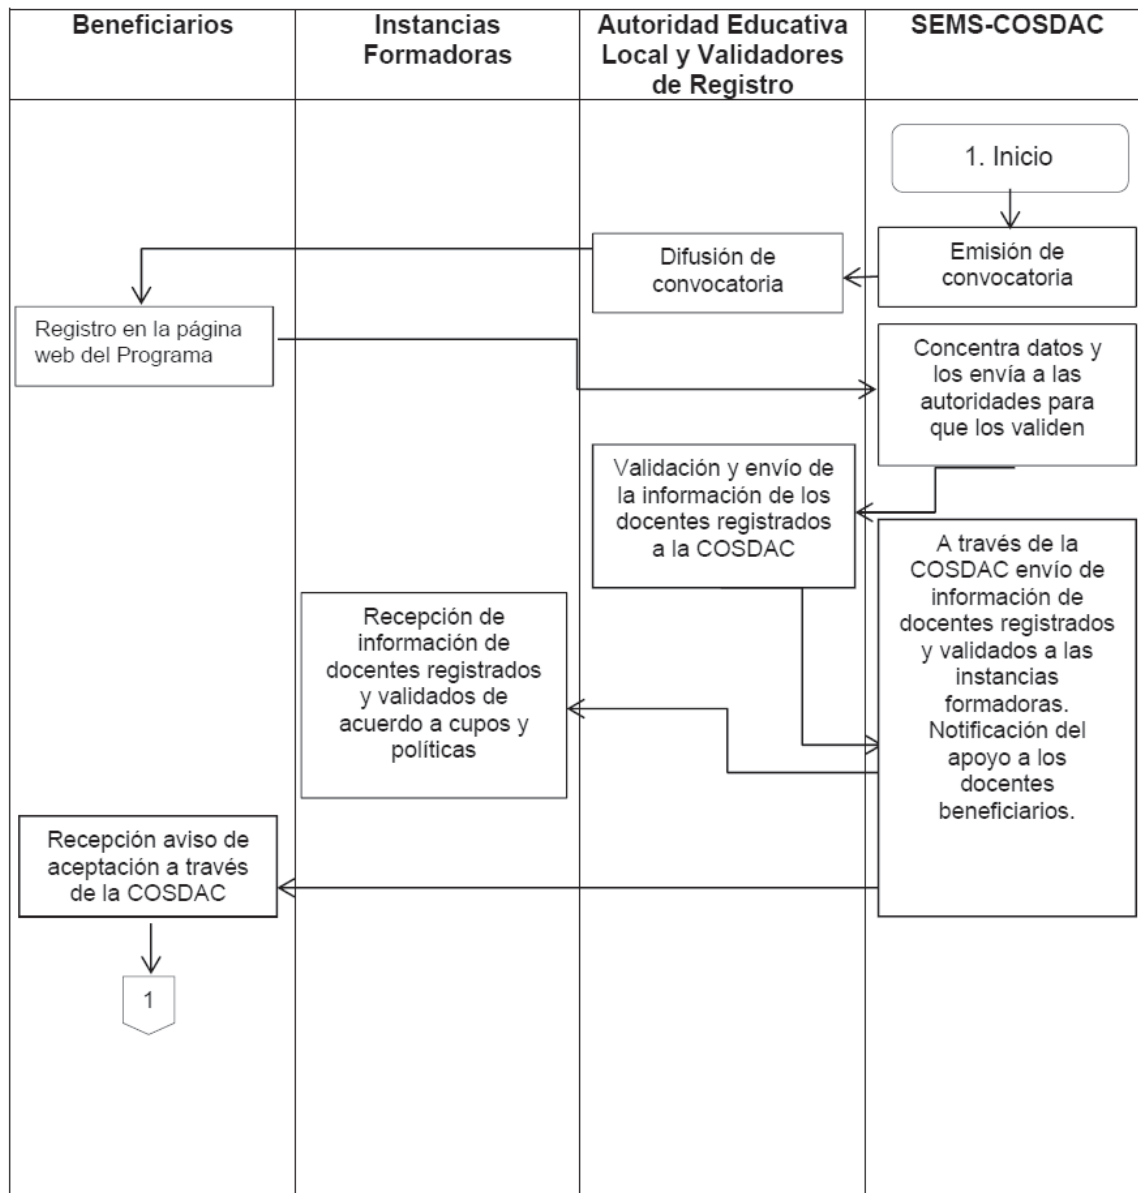 Beneficiarios
Instancias
Formadoras
Autoridad Educativa
Local y Validadores
de Registro
SEMS-COSDAC
1. Inicio
Emisión de
convocatoria
Difusión de
convocatoria
Registro en la página
web del Programa
Concentra datos y
los envía a las
autoridades para
que los validen
Validación y envío de
la información de los
docentes registrados
a la COSDAC
A través de la
COSDAC envío de
información de
docentes registrados
y validados a las
instancias
formadoras.
Notificación del
apoyo a los
docentes
beneficiarios.
Recepción de
información de
docentes registrados
y validados de
acuerdo a cupos y
políticas
Recepción aviso de
aceptación a través
de la COSDAC
1